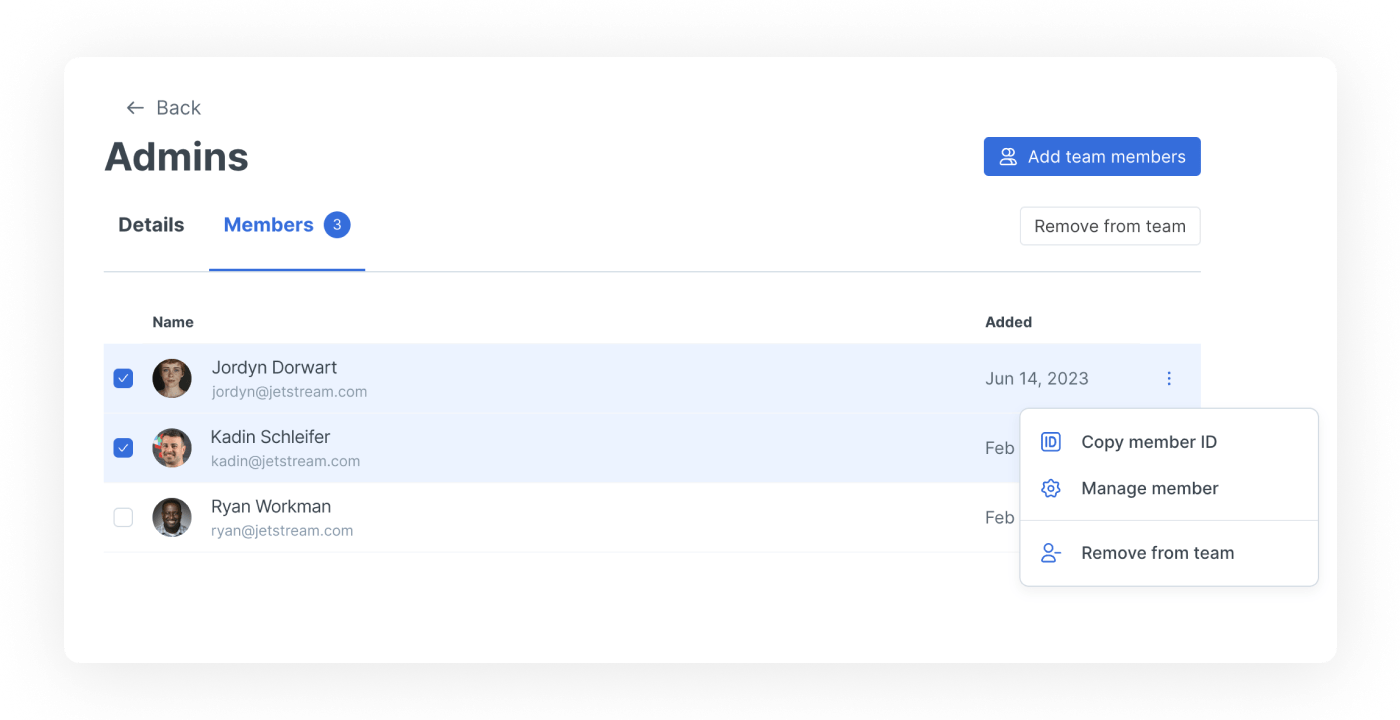 Back
Admins
Add team members
Details
Members 3
Remove from team
Name
Added
Jordyn Dorwart
jordyn@jetstream.com
Jun 14, 2023
Kadin Schleifer
kadin@jetstream.com
Feb
Ryan Workman
ryan@jetstream.com
Feb
ID
Copy member ID
Manage member
Remove from team